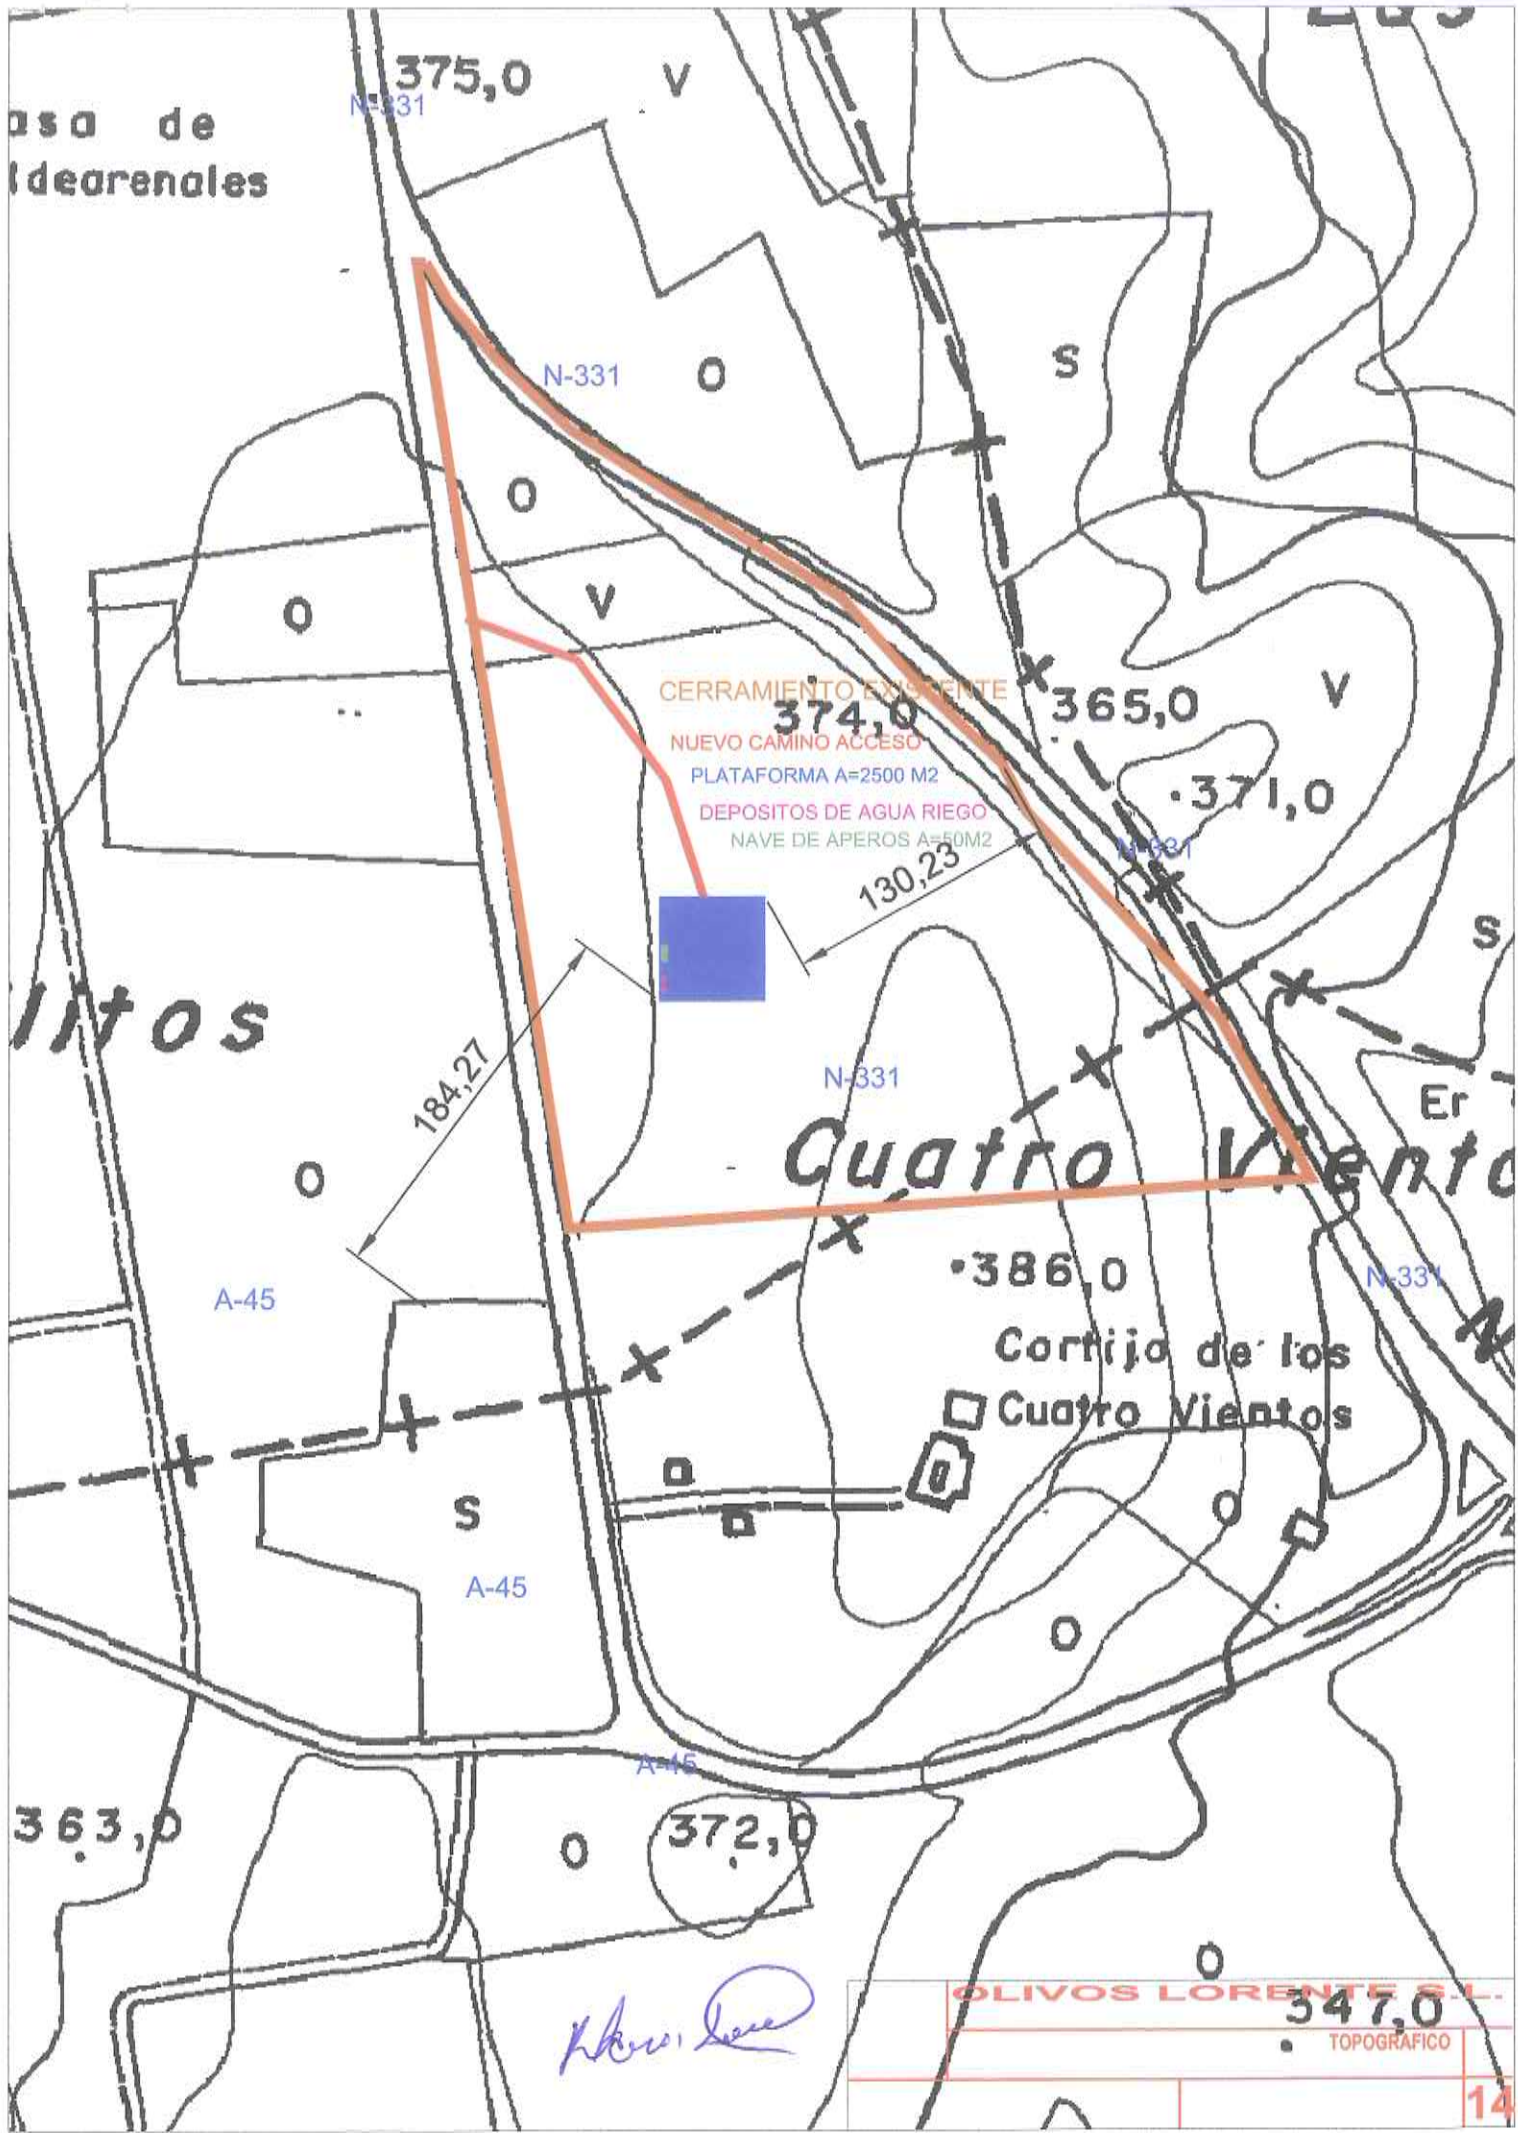 375,0
V
N-331
asa de
ldearenales
N-331
O
S
O
O
V
CERRAMIENTO EXISTENTE
374,0
365,0
V
NUEVO CAMINO ACCESO
PLATAFORMA A=2500 M2
371,0
DEPOSITOS DE AGUA RIEGO
NAVE DE APEROS A=50M2
N-331
130,23
S
litos
184,27
N-331
Er
Cuatro Viento
O
386,0
A-45
N-331
N
Cortijo de los
Cuatro Vientos
S
O
A-45
O
A-45
363,0
O
372,0
O
OLIVOS LORENTE S.L.
347,0
TOPOGRAFICO
14